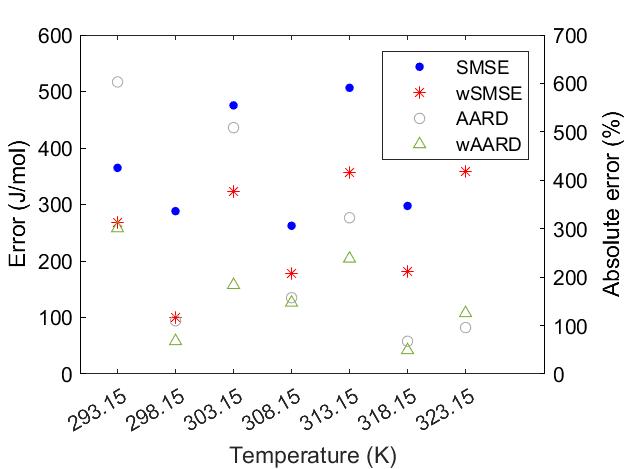 600
500
400
300
200
100
0
Error (J/mol)
700
600
500
400
300
200
100
0
Absolute error (%)
SMSE
wSMSE
AARD
wAARD
293.15 298.15 303.15 308.15 313.15 318.15 323.15
Temperature (K)